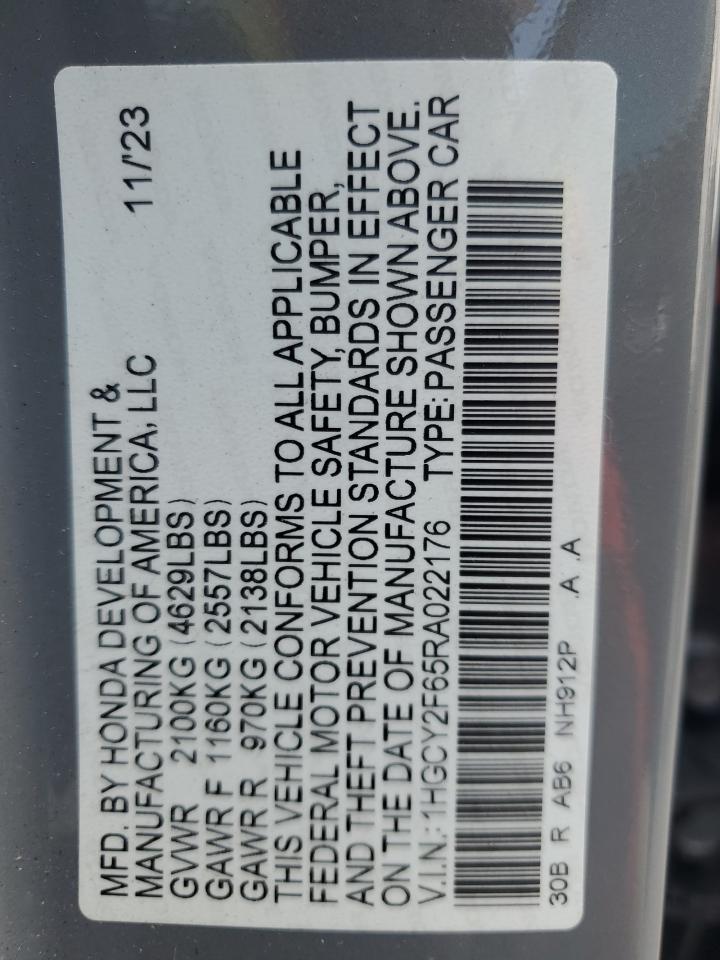 MFD. BY HONDA DEVELOPMENT &
MANUFACTURING OF AMERICA, LLC 11/'23
GVWR 2100KG (4629LBS)
GAWR F 1160KG (2557LBS)
GAWR R 970KG (2138LBS)
THIS VEHICLE CONFORMS TO ALL APPLICABLE
FEDERAL MOTOR VEHICLE SAFETY, BUMPER,
AND THEFT PREVENTION STANDARDS IN EFFECT
ON THE DATE OF MANUFACTURE SHOWN ABOVE.
V.I.N.:1HGCY2F65RA022176 TYPE:PASSENGER CAR
30B R AB6 NH912P .A .A